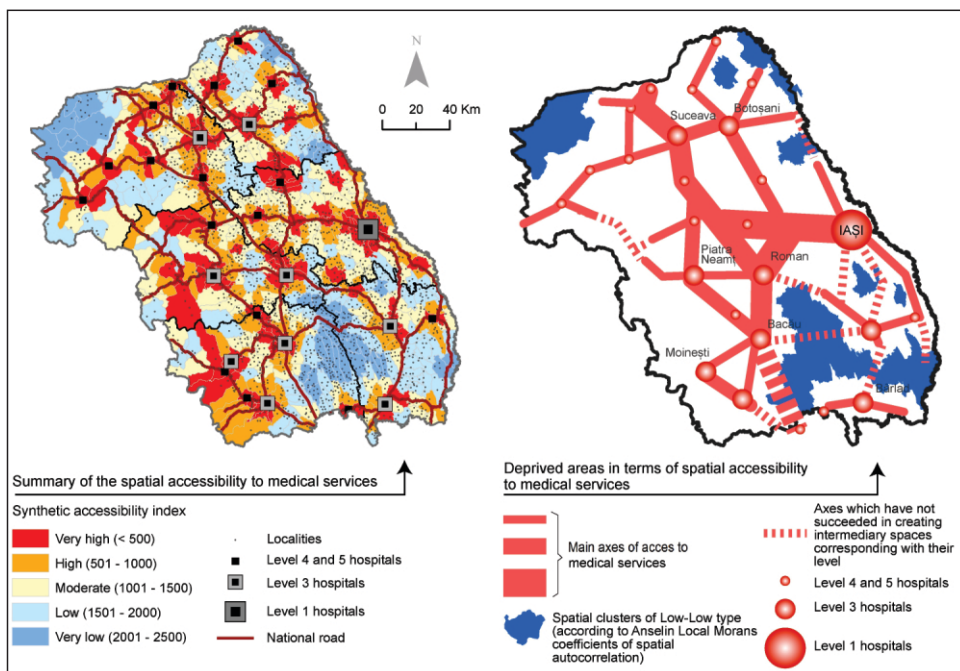 N
0 20 40 Km
Summary of the spatial accessibility to medical services
Synthetic accessibility index
Very high (< 500)
High (501 - 1000)
Moderate (1001 - 1500)
Low (1501 - 2000)
Very low (2001 - 2500)
Localities
Level 4 and 5 hospitals
Level 3 hospitals
Level 1 hospitals
National road
Suceava
Botoșani
IAȘI
Piatra
Neamț
Roman
Bacău
Moinești
Bârlad
Deprived areas in terms of spatial accessibility
to medical services
Main axes of acces to
medical services
Spatial clusters of Low-Low type
(according to Anselin Local Morans
coefficients of spatial
autocorrelation)
Axes which have not
succeeded in creating
intermediary spaces
corresponding with their
level
Level 4 and 5 hospitals
Level 3 hospitals
Level 1 hospitals